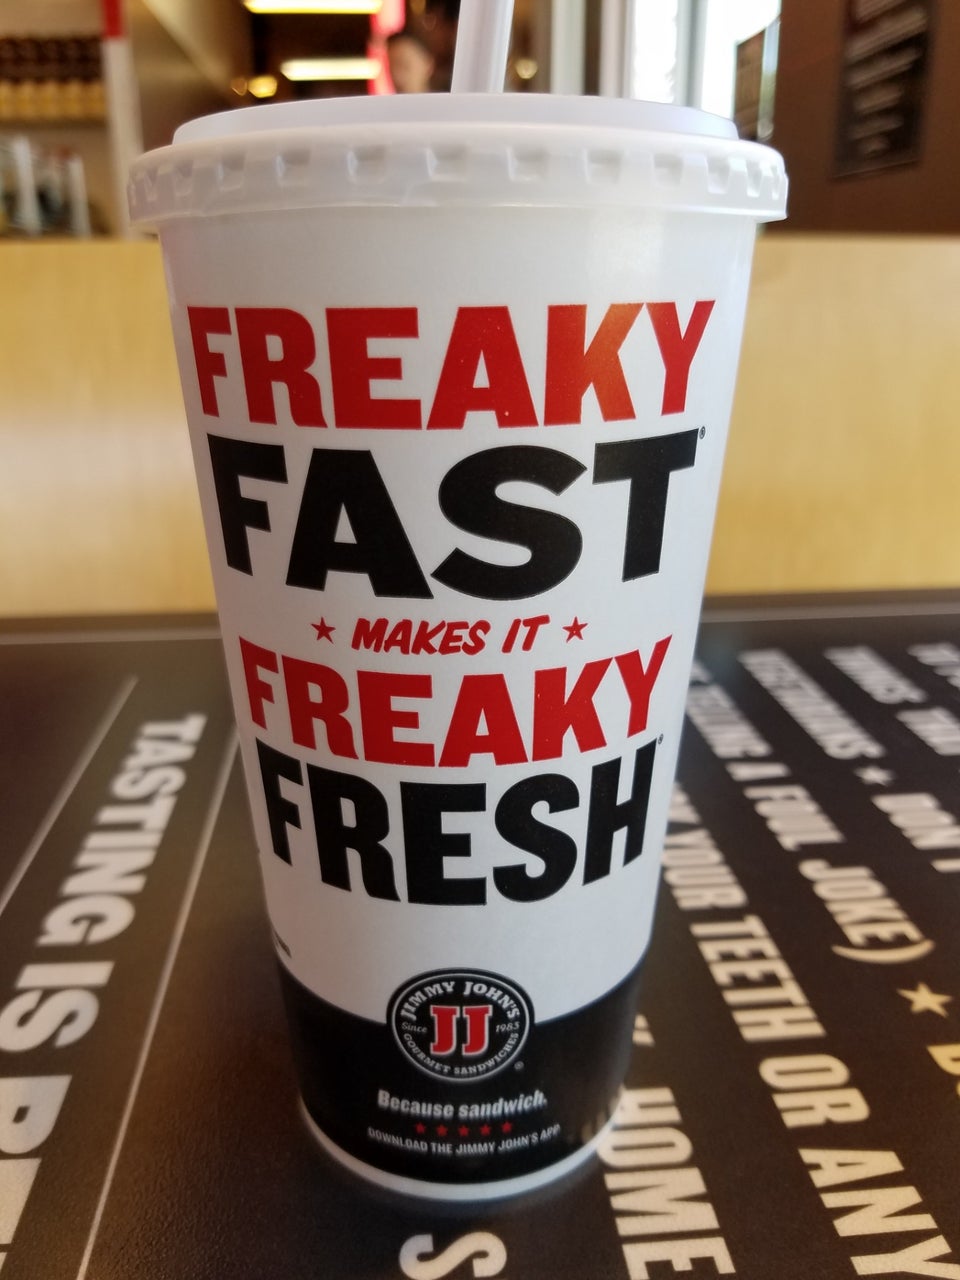 FREAKY
FAST®
★ MAKES IT ★
FREAKY
FRESH®
JIMMY JOHN'S
Since JJ 1983
GOURMET SANDWICHES®
Because sandwich.
★★★★★
DOWNLOAD THE JIMMY JOHN'S APP
TASTING IS
TELLING A FOUL JOKE) ★
YOUR TEETH OR ANY
HOME
★ DON'T
S